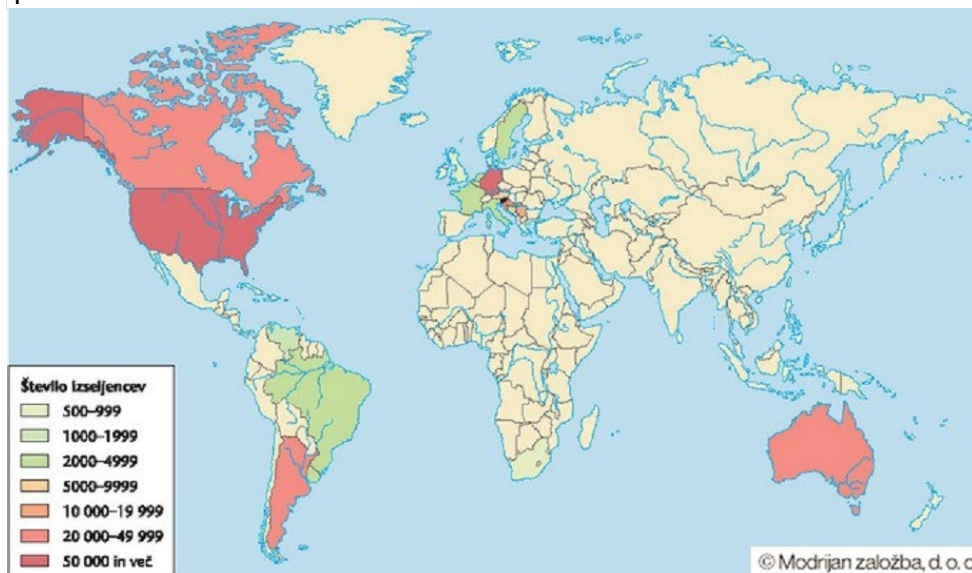 Število izseljencev
500–999
1000–1999
2000–4999
5000–9999
10 000–19 999
20 000–49 999
50 000 in več
© Modrijan založba, d. o. o